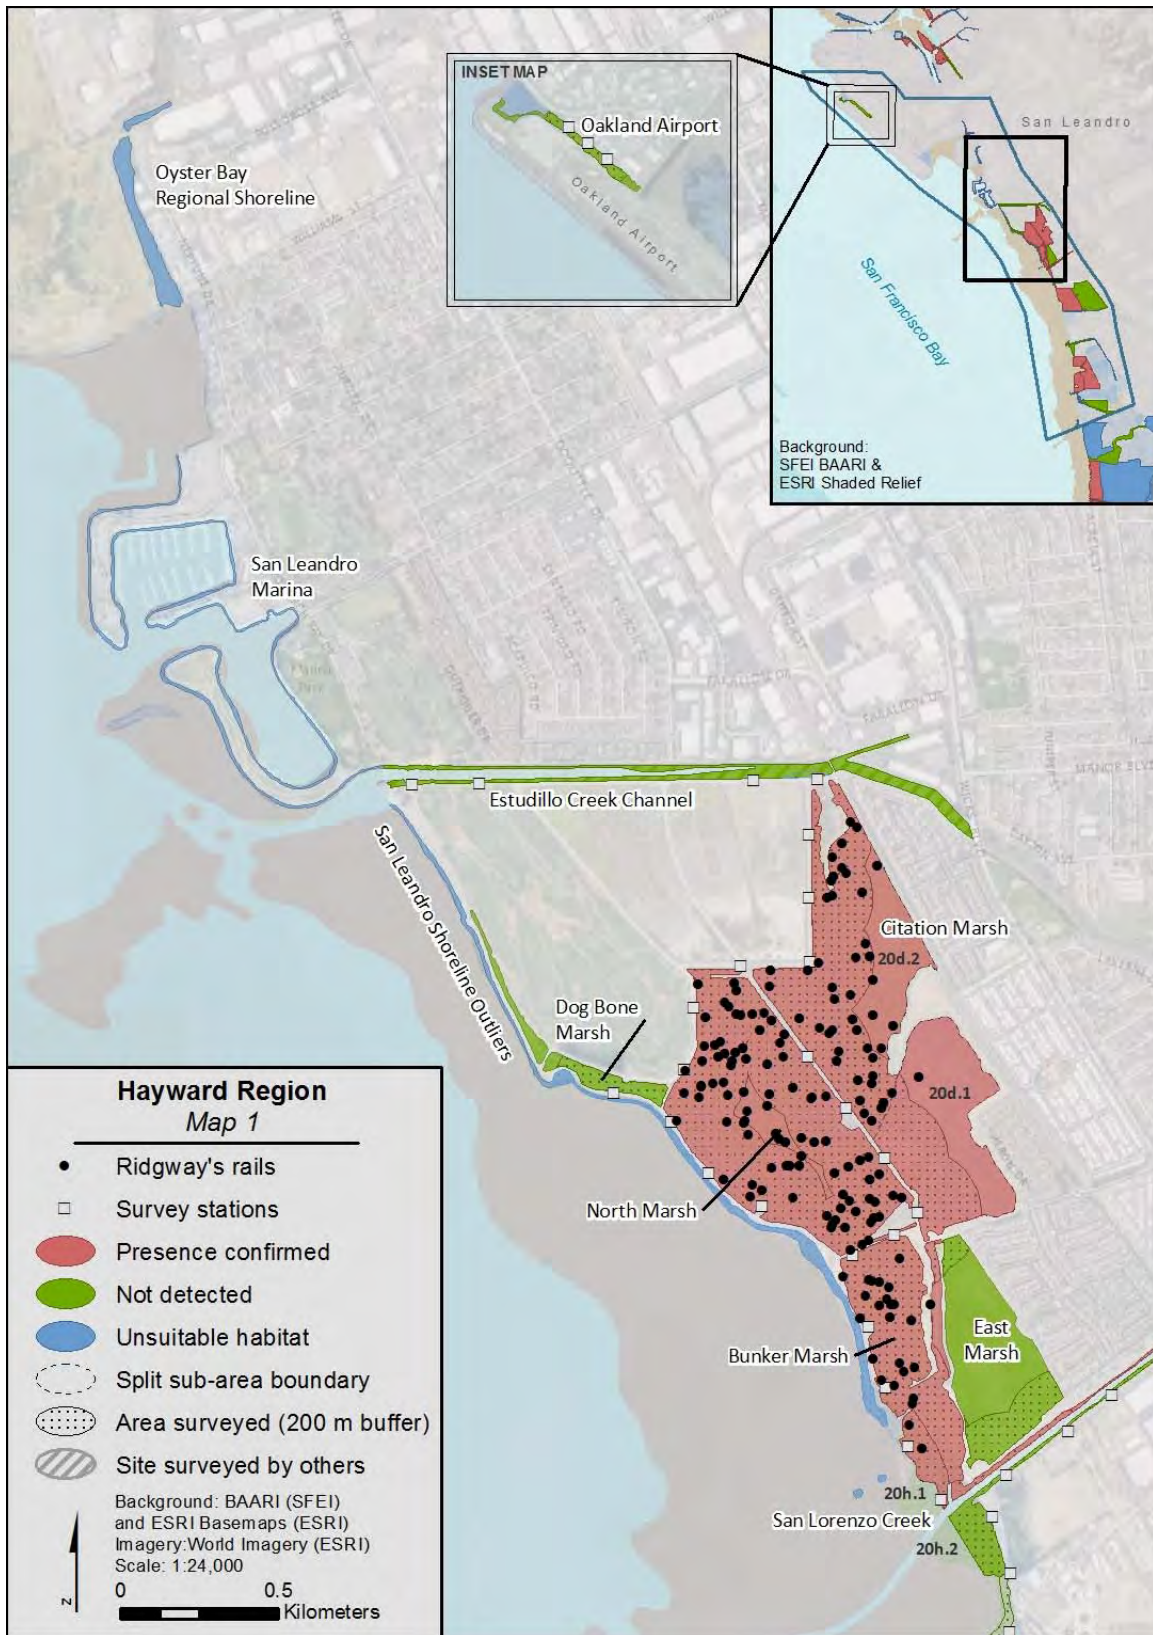 INSET MAP
Oakland Airport
Oakland Airport
San Leandro
San Francisco Bay
Background:
SFEI BAARI &
ESRI Shaded Relief
Oyster Bay
Regional Shoreline
San Leandro
Marina
FARALLON DR
Estudillo Creek Channel
San Leandro Shoreline Outliers
Citation Marsh
20d.2
Dog Bone
Marsh
20d.1
North Marsh
East
Marsh
Bunker Marsh
20h.1
San Lorenzo Creek
20h.2
Hayward Region
Map 1
Ridgway's rails
Survey stations
Presence confirmed
Not detected
Unsuitable habitat
Split sub-area boundary
Area surveyed (200 m buffer)
Site surveyed by others
Background: BAARI (SFEI)
and ESRI Basemaps (ESRI)
Imagery:World Imagery (ESRI)
Scale: 1:24,000
0 0.5
Kilometers
N